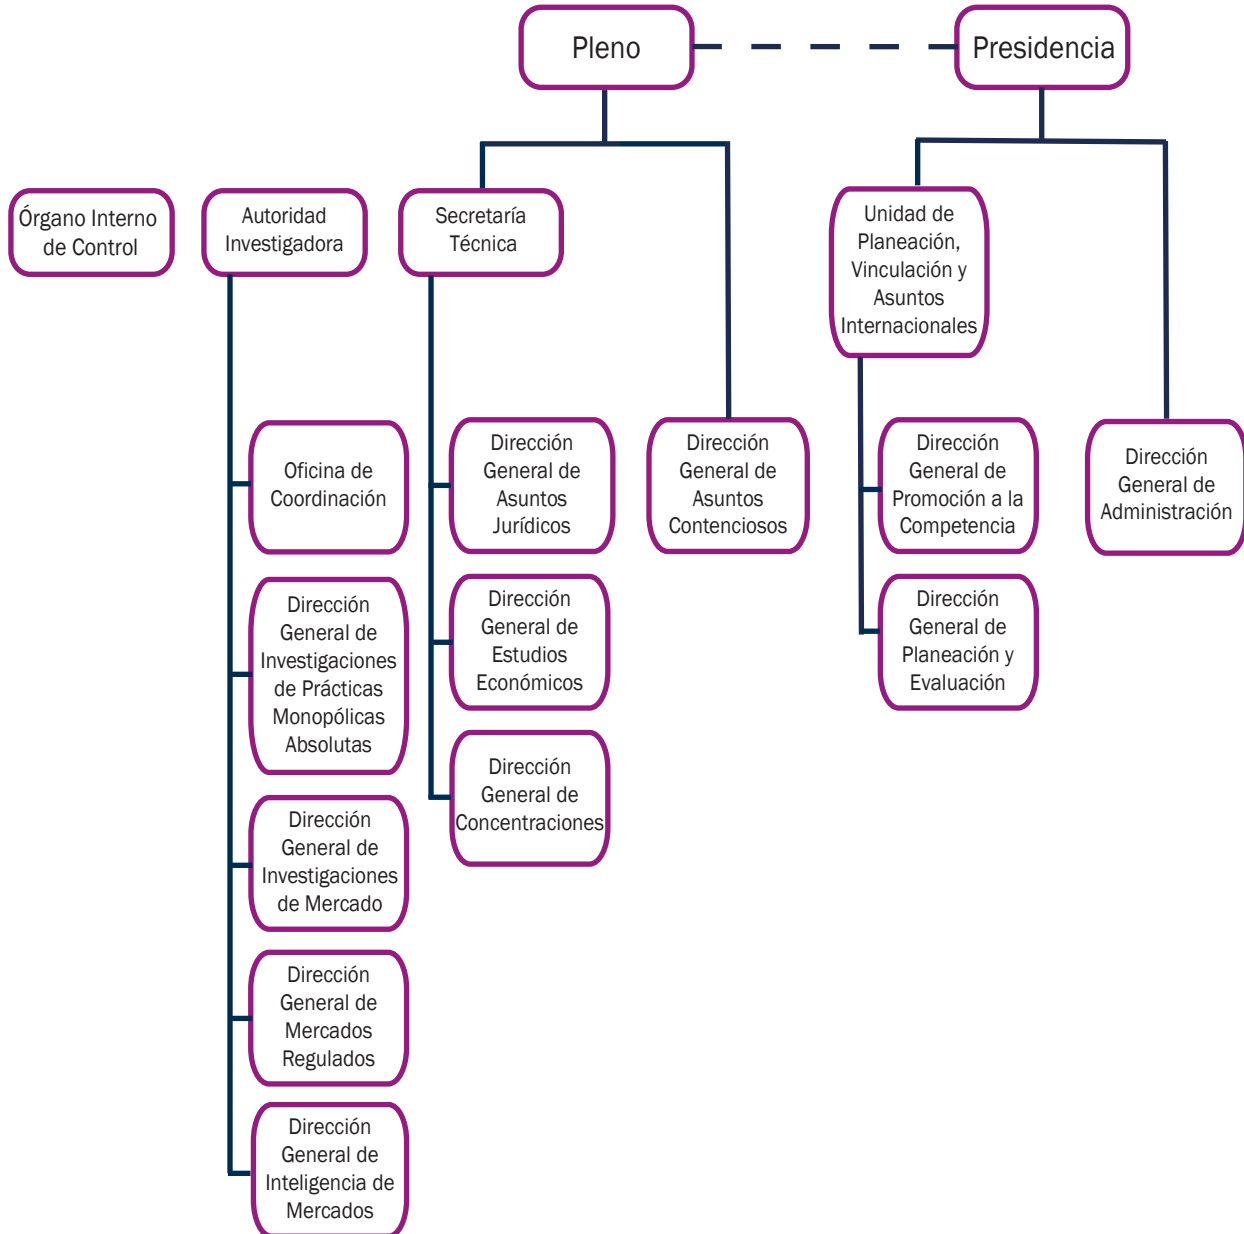 Pleno
Presidencia
Órgano Interno
de Control
Autoridad
Investigadora
Secretaría
Técnica
Unidad de
Planeación,
Vinculación y
Asuntos
Internacionales
Oficina de
Coordinación
Dirección
General de
Asuntos
Jurídicos
Dirección
General de
Asuntos
Contenciosos
Dirección
General de
Promoción a la
Competencia
Dirección
General de
Administración
Dirección
General de
Investigaciones
de Prácticas
Monopólicas
Absolutas
Dirección
General de
Estudios
Económicos
Dirección
General de
Planeación y
Evaluación
Dirección
General de
Investigaciones
de Mercado
Dirección
General de
Concentraciones
Dirección
General de
Mercados
Regulados
Dirección
General de
Inteligencia de
Mercados